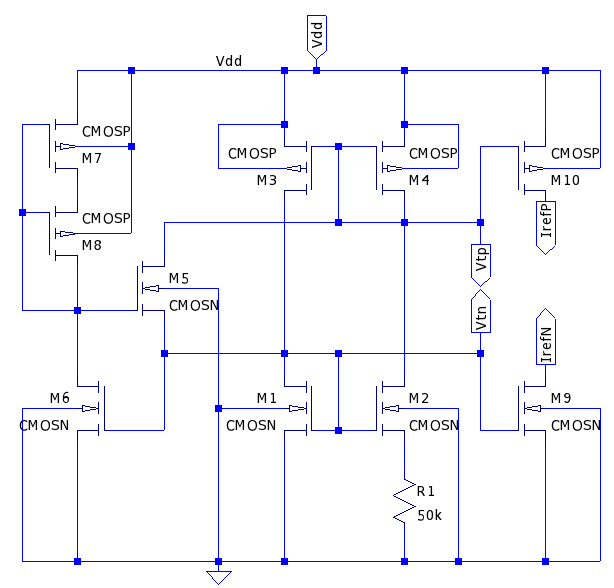 Vdd
Vdd
CMOSP
M7
CMOSP
M3
CMOSP
M4
CMOSP
M10
IrefP
CMOSP
M8
M5
CMOSN
Vtp
Vtn
IrefN
M6
CMOSN
M1
CMOSN
M2
CMOSN
M9
CMOSN
R1
50k